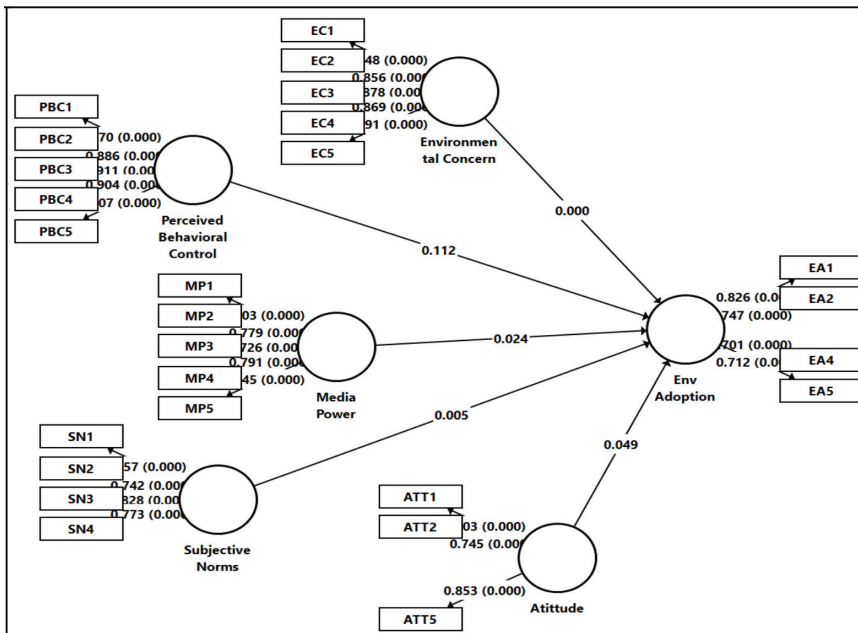 EC1
EC2
EC3
EC4
EC5
48 (0.000)
0.856 (0.00
378 (0.00
0.869 (0.00
91 (0.000)
Environmen
tal Concern
PBC1
PBC2
PBC3
PBC4
PBC5
70 (0.000)
0.886 (0.00
911 (0.00
0.904 (0.00
07 (0.000)
Perceived
Behavioral
Control
0.000
0.112
MP1
MP2
MP3
MP4
MP5
03 (0.000)
0.779 (0.00
726 (0.00
0.791 (0.00
45 (0.000)
Media
Power
0.024
EA1
EA2
EA4
EA5
0.826 (0.0
747 (0.000)
701 (0.000)
0.712 (0.0
Env
Adoption
0.005
SN1
SN2
SN3
SN4
57 (0.000)
0.742 (0.00
828 (0.00
0.773 (0.00
Subjective
Norms
0.049
ATT1
ATT2
ATT5
03 (0.000)
0.745 (0.00
0.853 (0.000)
Atittude